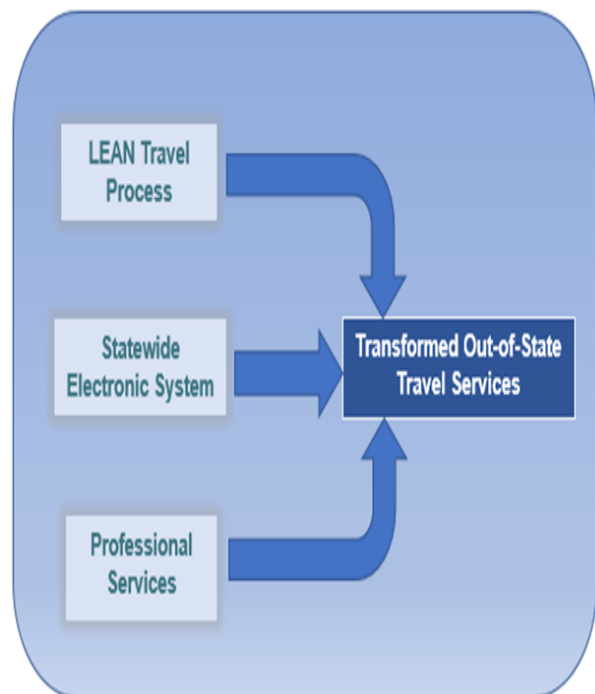 LEAN Travel
Process
Statewide
Electronic System
Transformed Out-of-State
Travel Services
Professional
Services